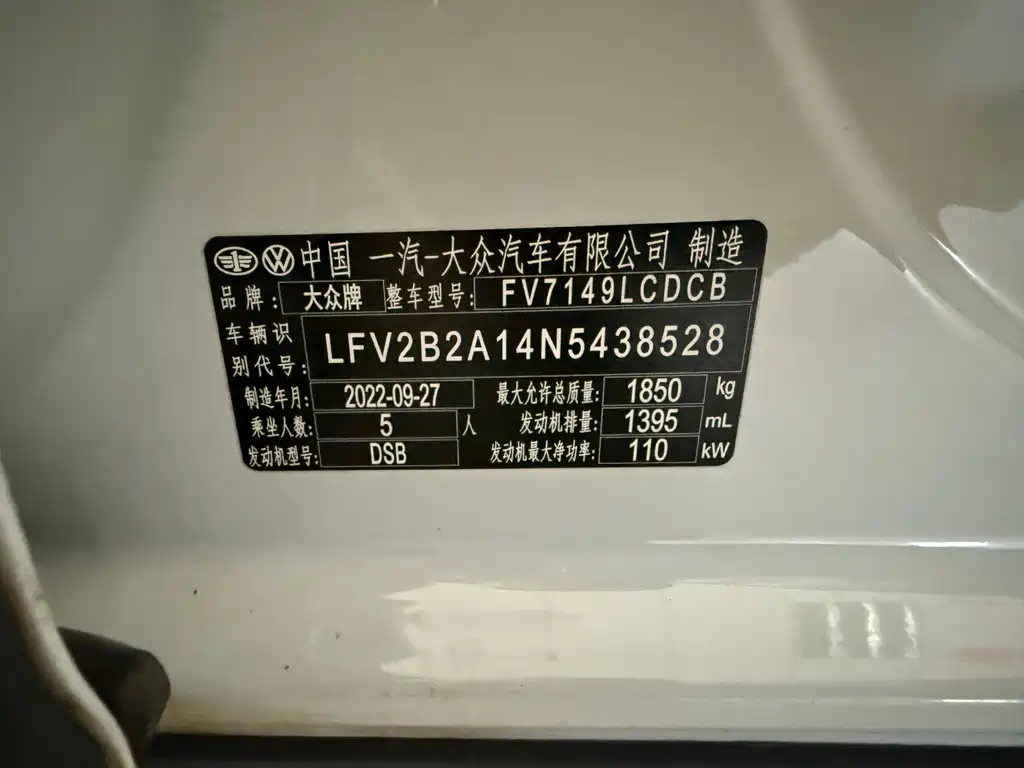 中国 一汽-大众汽车有限公司 制造
品牌: 大众牌 整车型号: FV7149LCDCB
车辆识别代号: LFV2B2A14N5438528
制造年月: 2022-09-27 最大允许总质量: 1850 kg
乘坐人数: 5 人 发动机排量: 1395 mL
发动机型号: DSB 发动机最大净功率: 110 kW